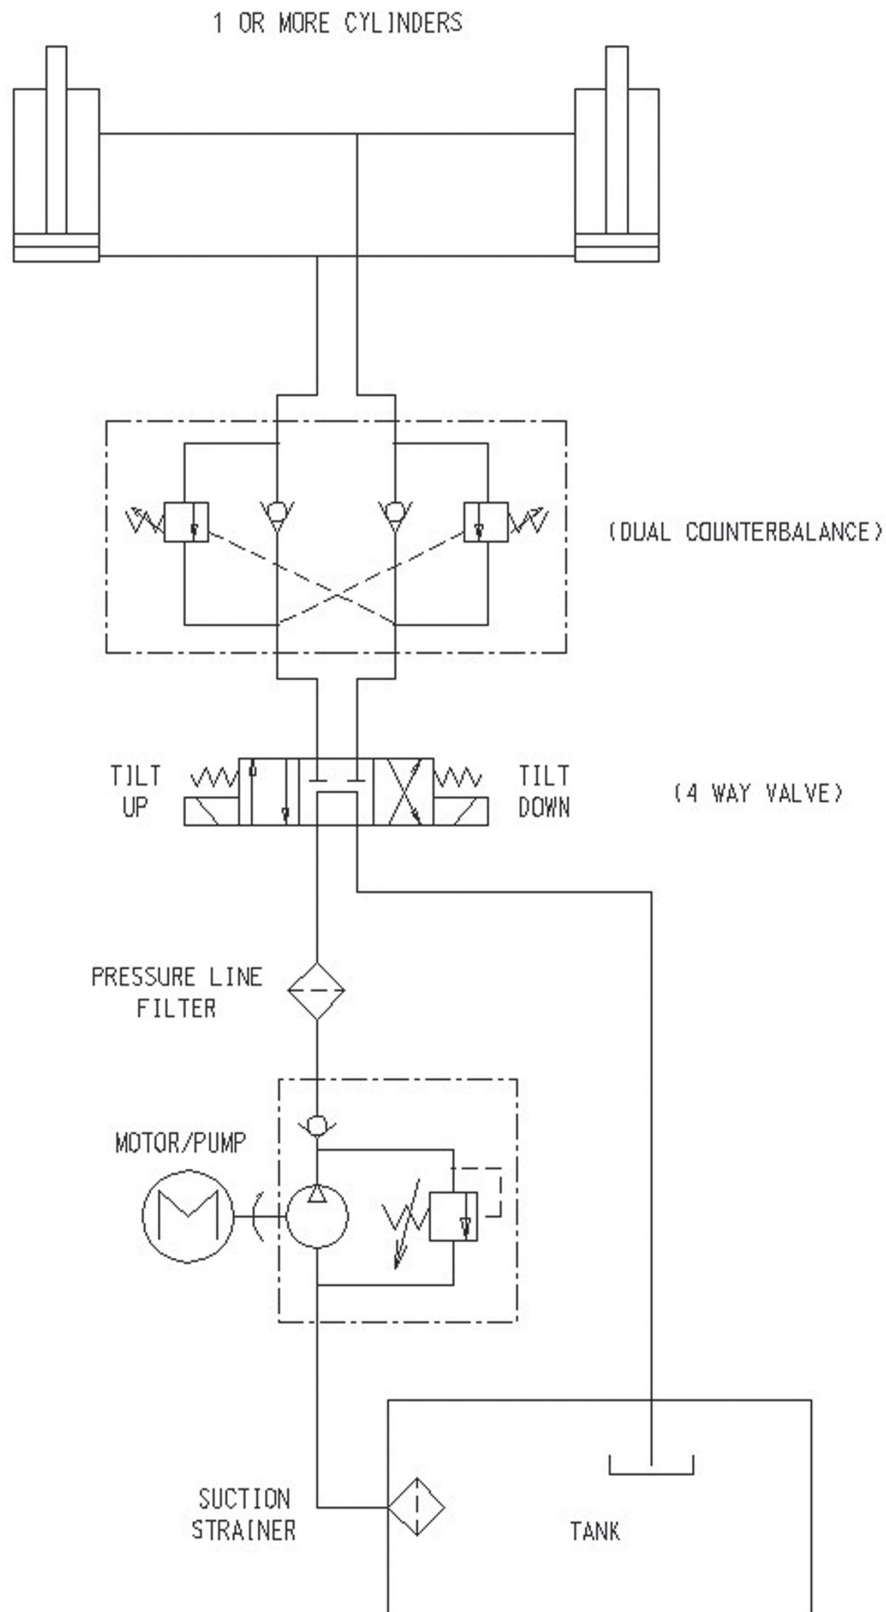 1 OR MORE CYLINDERS
(DUAL COUNTERBALANCE)
TILT
UP
TILT
DOWN
(4 WAY VALVE)
PRESSURE LINE
FILTER
MOTOR/PUMP
M
SUCTION
STRAINER
TANK